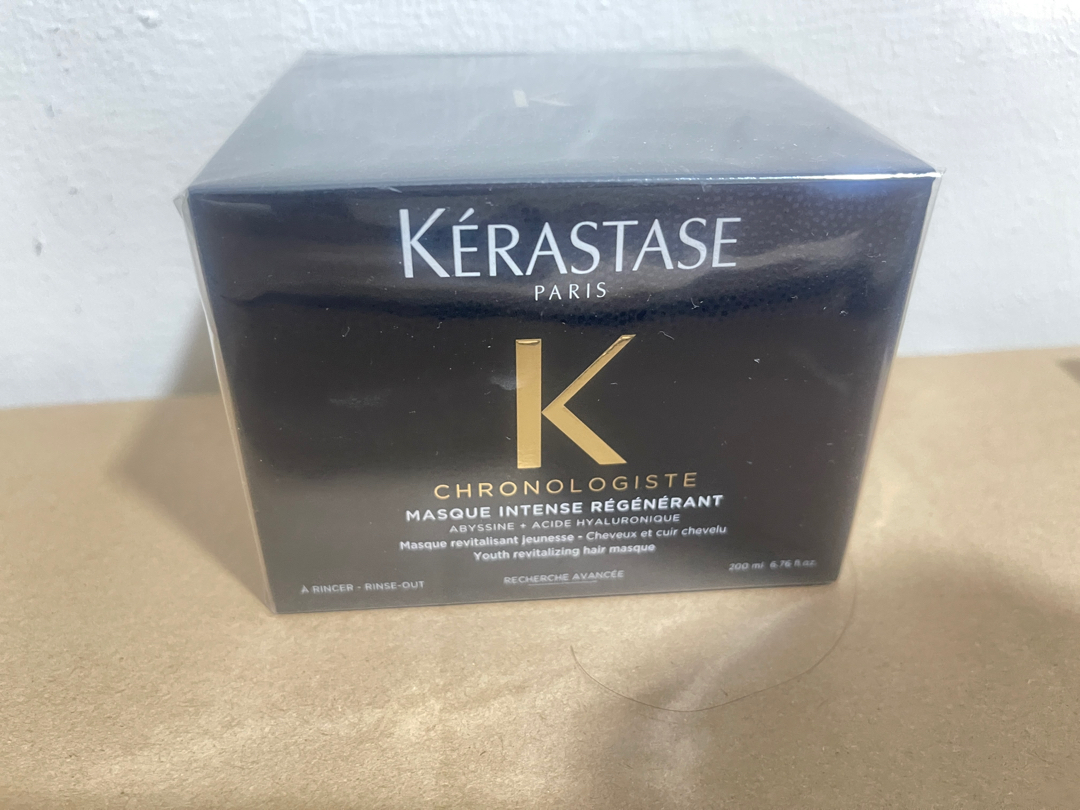 K
KÉRASTASE
PARIS
K
CHRONOLOGISTE
MASQUE INTENSE RÉGÉNÉRANT
ABYSSINE + ACIDE HYALURONIQUE
Masque revitalisant jeunesse - Cheveux et cuir chevelu
Youth revitalizing hair masque
À RINCER - RINSE-OUT
RECHERCHE AVANCÉE
200 ml 6.76 fl.oz.